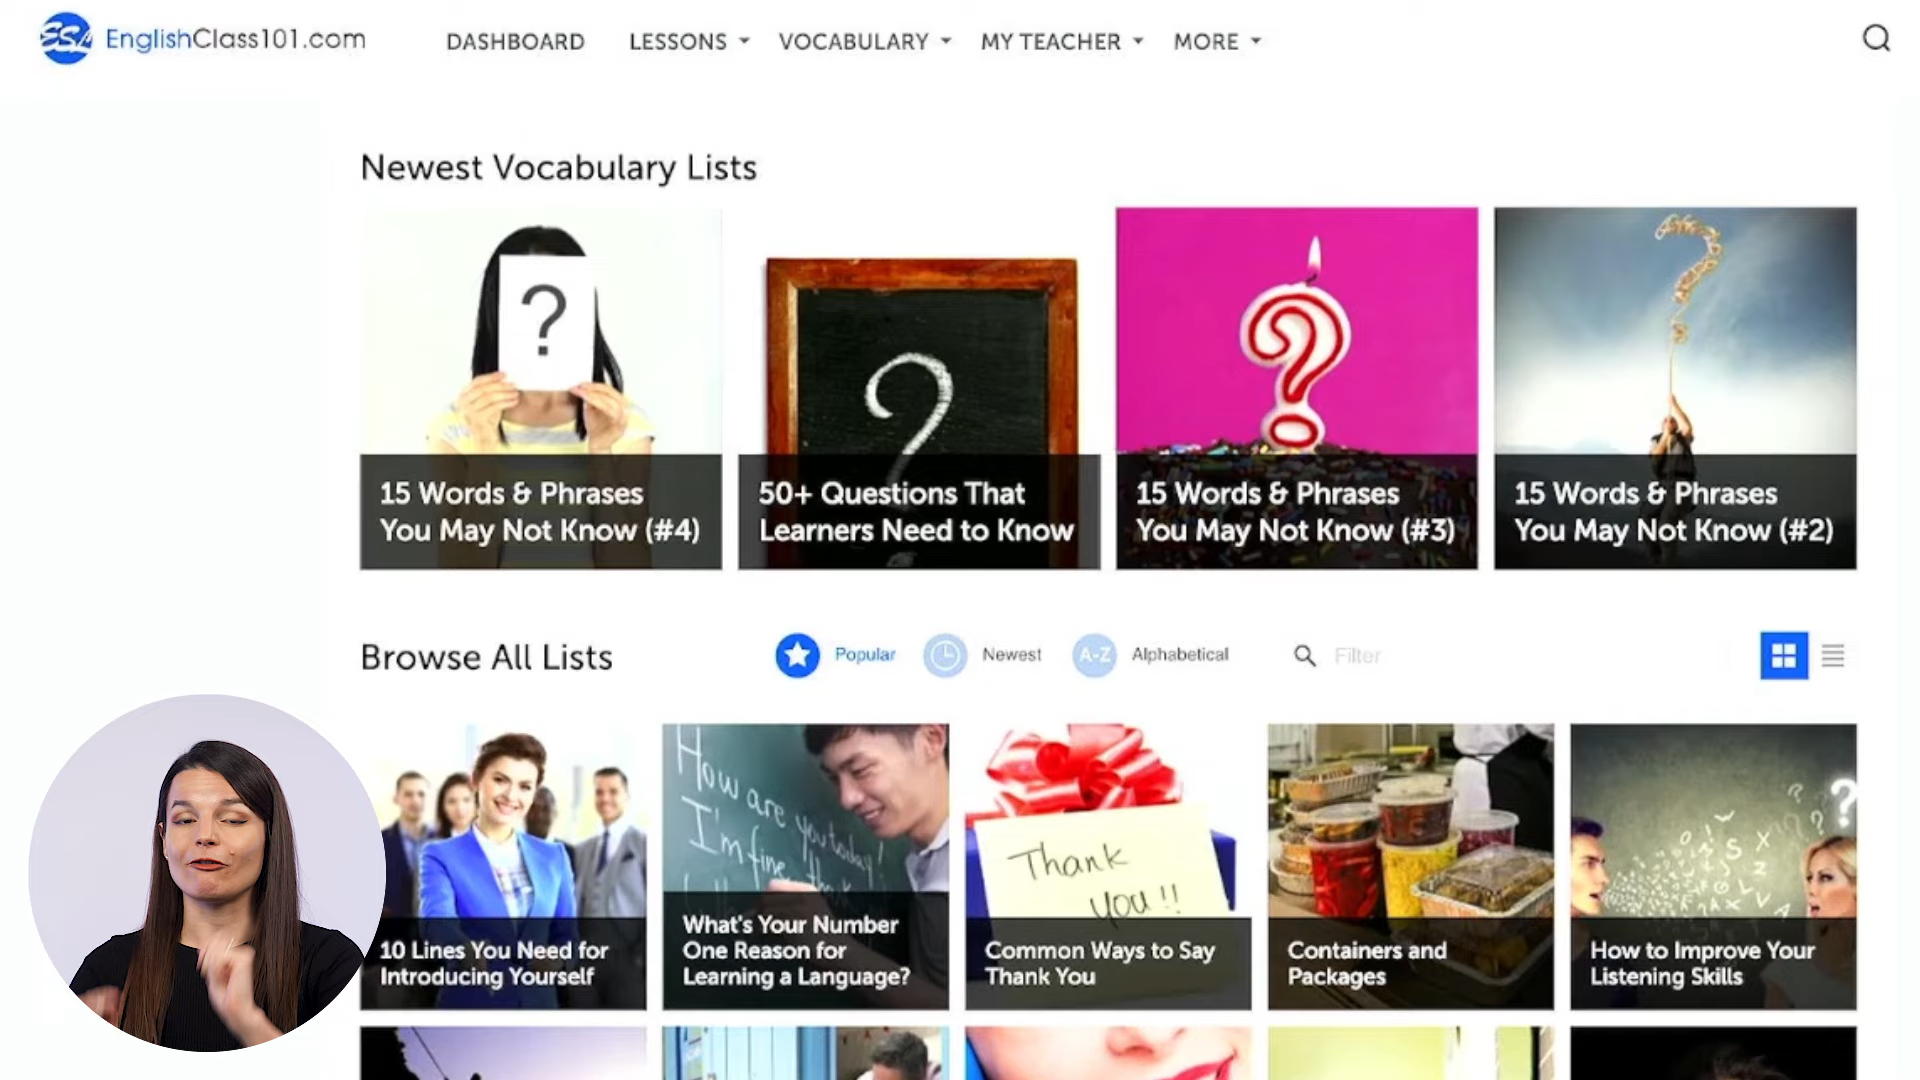 ESL EnglishClass101.com
DASHBOARD
LESSONS
VOCABULARY
MY TEACHER
MORE
Newest Vocabulary Lists
?
?
?
?
15 Words & Phrases
You May Not Know (#4)
50+ Questions That
Learners Need to Know
15 Words & Phrases
You May Not Know (#3)
15 Words & Phrases
You May Not Know (#2)
Browse All Lists
Popular
Newest
A-Z
Alphabetical
Filter
How are you today!
I'm fine,
Thank
you!!
10 Lines You Need for
Introducing Yourself
What's Your Number
One Reason for
Learning a Language?
Common Ways to Say
Thank You
Containers and
Packages
How to Improve Your
Listening Skills